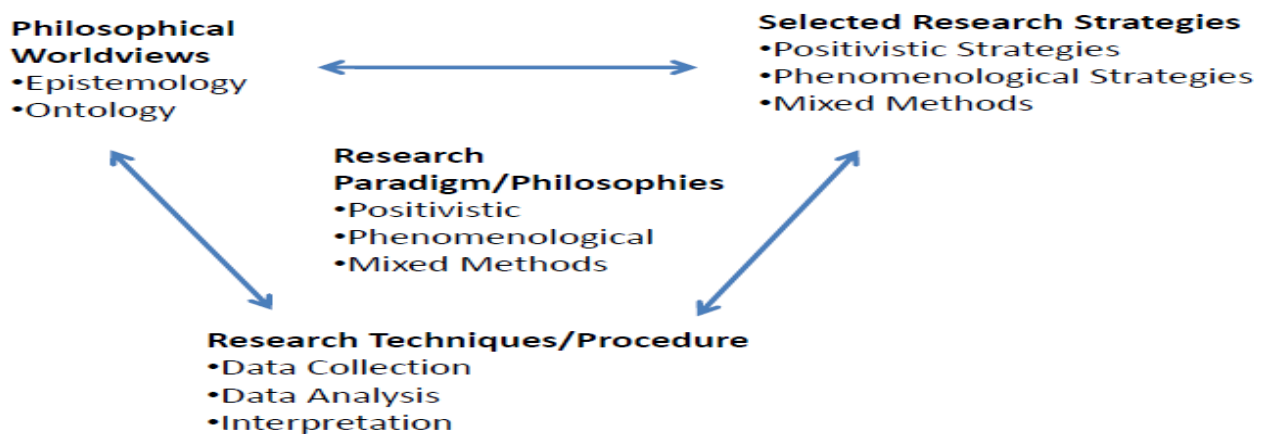 Philosophical
Worldviews
•Epistemology
•Ontology
Selected Research Strategies
•Positivistic Strategies
•Phenomenological Strategies
•Mixed Methods
Research
Paradigm/Philosophies
•Positivistic
•Phenomenological
•Mixed Methods
Research Techniques/Procedure
•Data Collection
•Data Analysis
•Interpretation